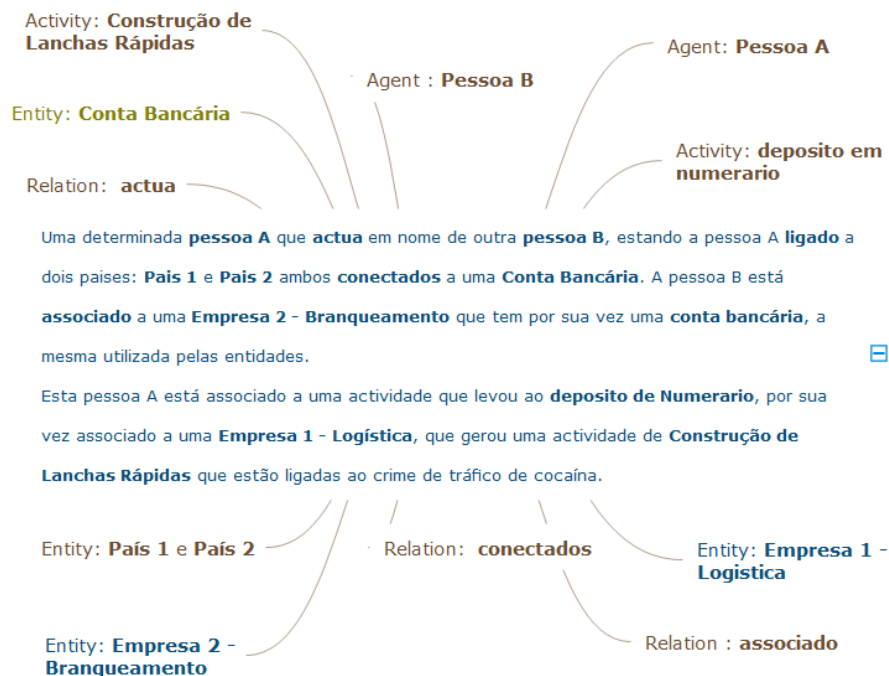 Activity: Construção de
Lanchas Rápidas
Agent : Pessoa B
Agent: Pessoa A
Entity: Conta Bancária
Activity: deposito em
numerario
Relation: actua
Uma determinada pessoa A que actua em nome de outra pessoa B, estando a pessoa A ligado a
dois paises: Pais 1 e Pais 2 ambos conectados a uma Conta Bancária. A pessoa B está
associado a uma Empresa 2 - Branqueamento que tem por sua vez uma conta bancária, a
mesma utilizada pelas entidades.
Esta pessoa A está associado a uma actividade que levou ao deposito de Numerario, por sua
vez associado a uma Empresa 1 - Logística, que gerou uma actividade de Construção de
Lanchas Rápidas que estão ligadas ao crime de tráfico de cocaína.
Entity: País 1 e País 2
Relation: conectados
Entity: Empresa 1 -
Logistica
Entity: Empresa 2 -
Branqueamento
Relation : associado